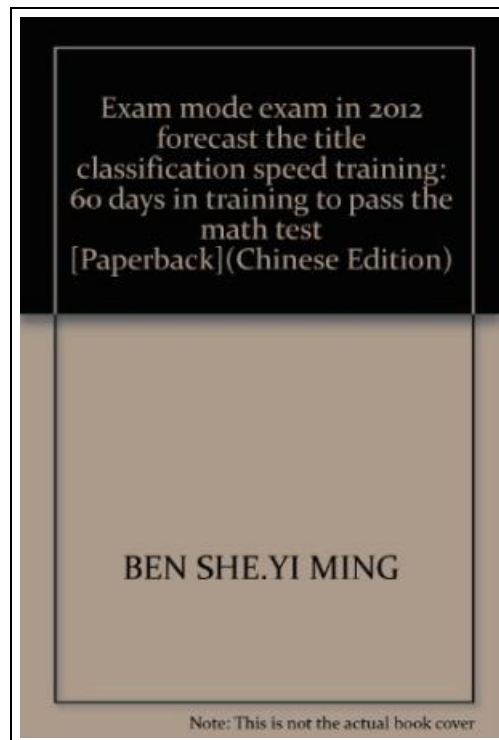 Exam mode exam in 2012
forecast the title
classification speed training:
60 days in training to pass the
math test
[Paperback](Chinese Edition)
BEN SHE.YI MING
Note: This is not the actual book cover